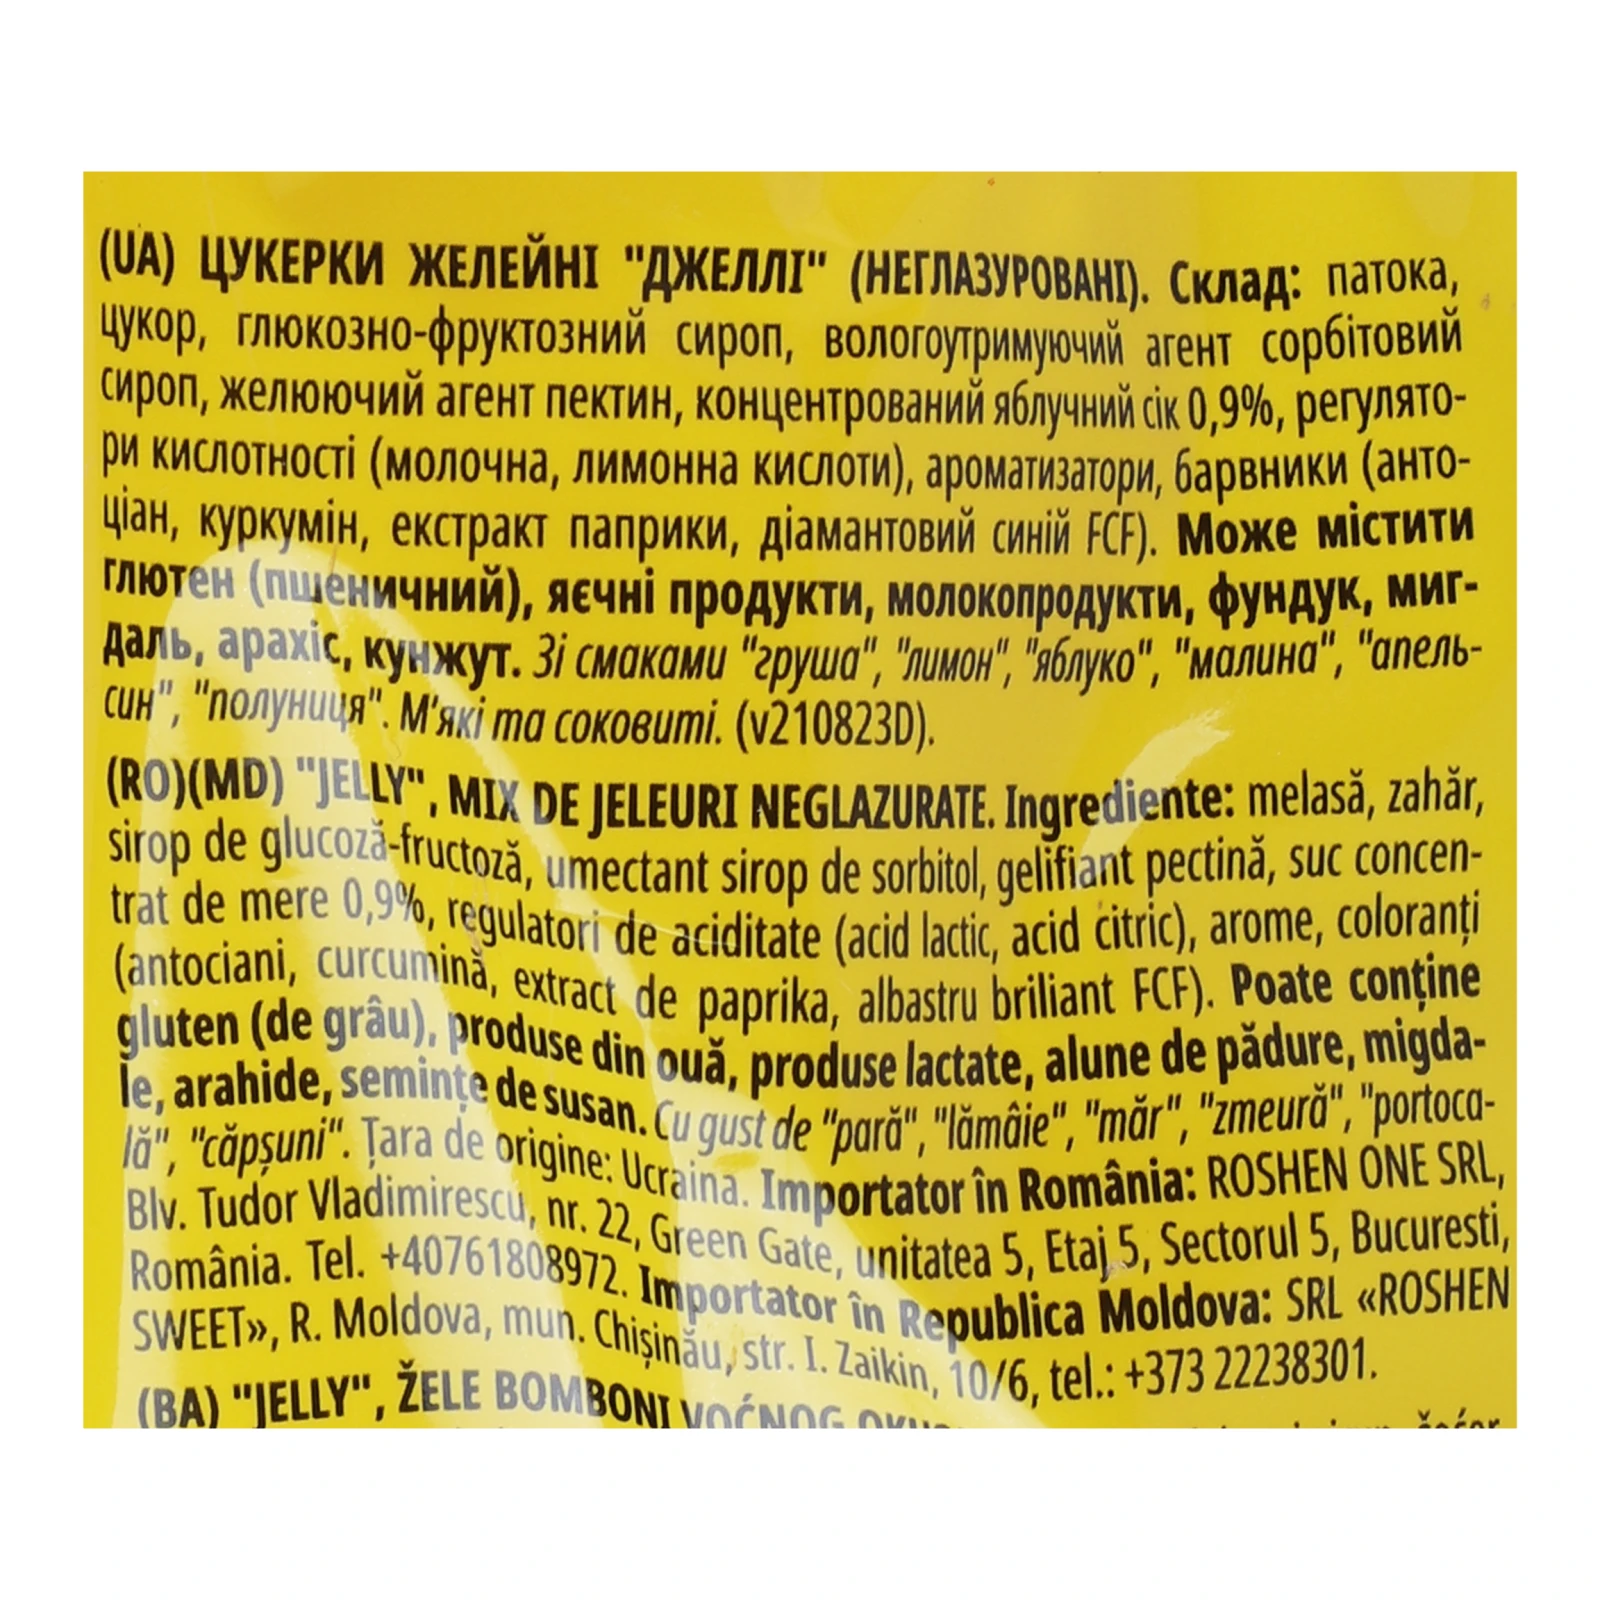 (UA) ЦУКЕРКИ ЖЕЛЕЙНІ "ДЖЕЛЛІ" (НЕГЛАЗУРОВАНІ). Склад: патока,
цукор, глюкозно-фруктозний сироп, вологоутримуючий агент сорбітовий
сироп, желюючий агент пектин, концентрований яблучний сік 0,9%, регулято-
ри кислотності (молочна, лимонна кислоти), ароматизатори, барвники (анто-
ціан, куркумін, екстракт паприки, діамантовий синій FCF). Може містити
глютен (пшеничний), яєчні продукти, молокопродукти, фундук, миг-
даль, арахіс, кунжут. Зі смаками "груша", "лимон", "яблуко", "малина", "апель-
син", "полуниця". М'які та соковиті. (v210823D).
(RO)(MD) "JELLY", MIX DE JELEURI NEGLAZURATE. Ingrediente: melasă, zahăr,
sirop de glucoză-fructoză, umectant sirop de sorbitol, gelifiant pectină, suc concen-
trat de mere 0,9%, regulatori de aciditate (acid lactic, acid citric), arome, coloranți
(antociani, curcumină, extract de paprika, albastru briliant FCF). Poate conține
gluten (de grâu), produse din ouă, produse lactate, alune de pădure, migda-
le, arahide, semințe de susan. Cu gust de "pară", "lămâie", "măr", "zmeură", "portoca-
lă", "căpșuni". Țara de origine: Ucraina. Importator în România: ROSHEN ONE SRL,
Blv. Tudor Vladimirescu, nr. 22, Green Gate, unitatea 5, Etaj 5, Sectorul 5, Bucuresti,
România. Tel. +40761808972. Importator în Republica Moldova: SRL «ROSHEN
SWEET», R. Moldova, mun. Chișinău, str. I. Zaikin, 10/6, tel.: +373 22238301.
(BA) "JELLY", ŽELE BOMBONI VOĆNOG